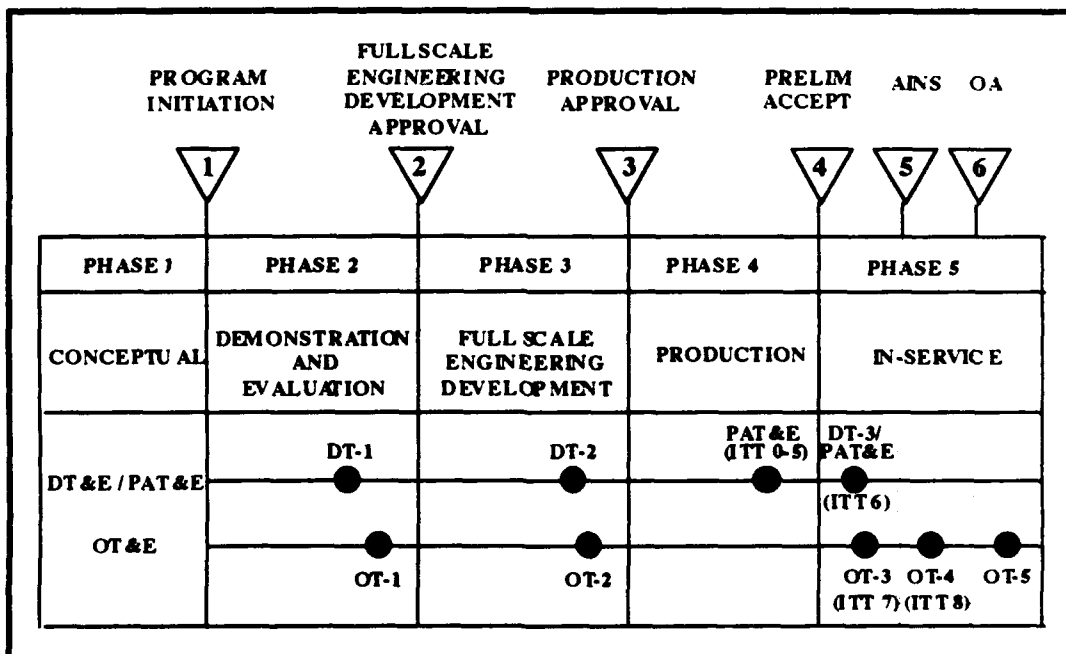 PROGRAM
INITIATION
FULL SCALE
ENGINEERING
DEVELOPMENT
APPROVAL
PRODUCTION
APPROVAL
PRELIM
ACCEPT
AINS
OA
1
2
3
4
5
6
PHASE 1
PHASE 2
PHASE 3
PHASE 4
PHASE 5
CONCEPTUAL
DEMONSTRATION
AND
EVALUATION
FULL SCALE
ENGINEERING
DEVELOPMENT
PRODUCTION
IN-SERVICE
DT&E / PAT&E
DT-1
DT-2
PAT&E
(ITT 0-5)
DT-3/
PAT&E
(ITT 6)
OT&E
OT-1
OT-2
OT-3
(ITT 7)
OT-4
(ITT 8)
OT-5